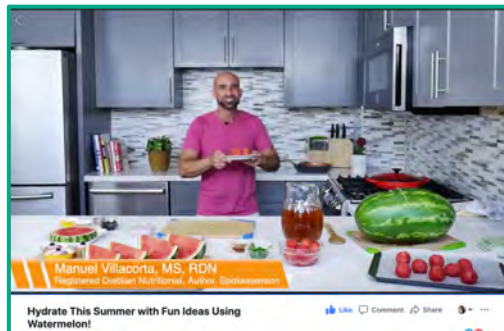 Manuel Villacorta, MS, RDN
Registered Dietitian Nutritionist, Author, Spokesperson
Hydrate This Summer with Fun Ideas Using
Watermelon!
Like
Comment
Share